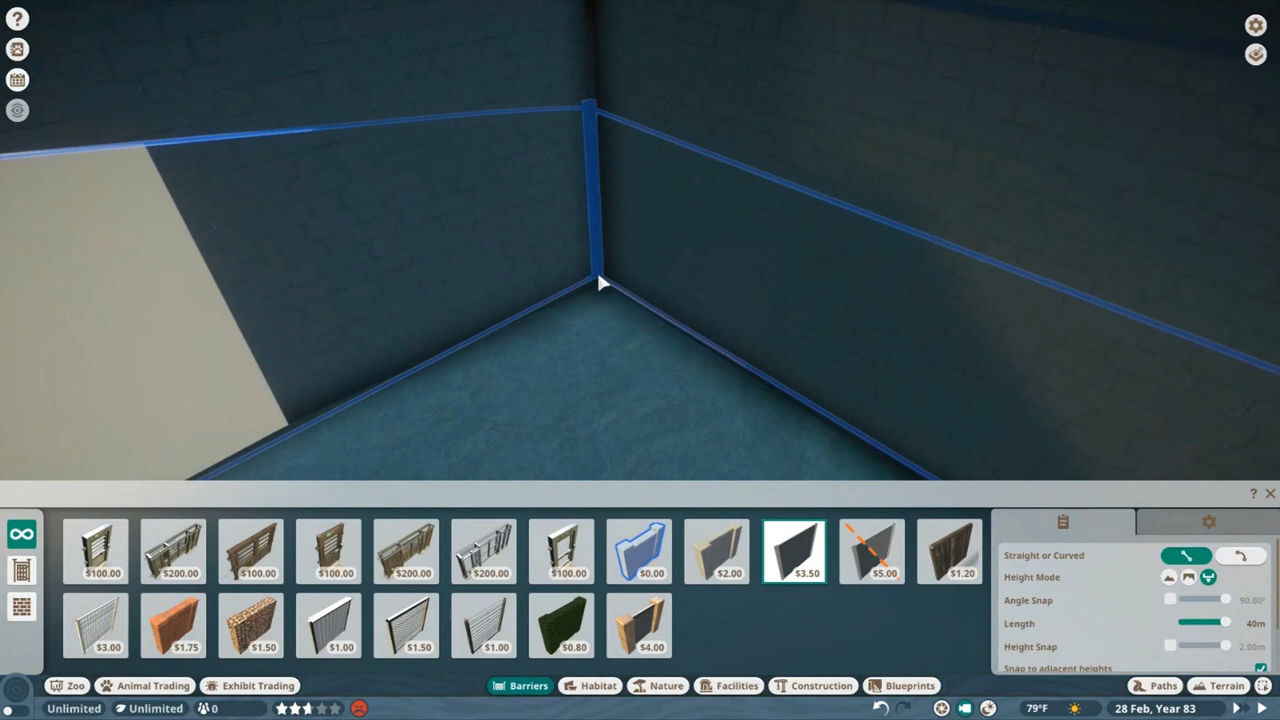 ?
? ×
$100.00 $200.00 $100.00 $100.00 $200.00 $200.00 $100.00 $0.00 $2.00 $3.50 $5.00 $1.20
$3.00 $1.75 $1.50 $1.00 $1.50 $1.00 $0.80 $4.00
Straight or Curved
Height Mode
Angle Snap 90.00°
Length 40m
Height Snap 2.00m
Snap to adjacent heights
Zoo Animal Trading Exhibit Trading Barriers Habitat Nature Facilities Construction Blueprints Paths Terrain
Unlimited Unlimited 0 79°F 28 Feb, Year 83